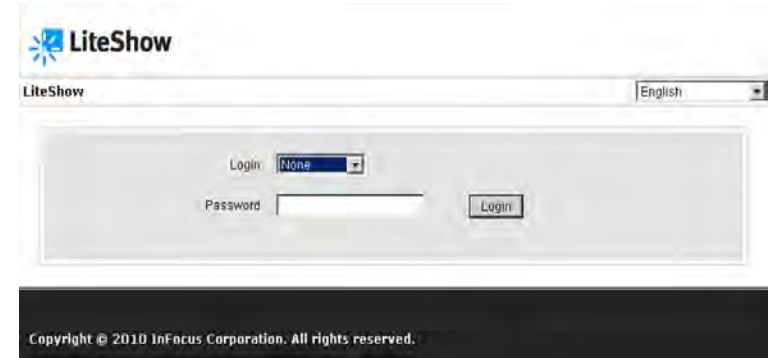 LiteShow
LiteShow English
Login None
Password Login
Copyright © 2010 InFocus Corporation. All rights reserved.